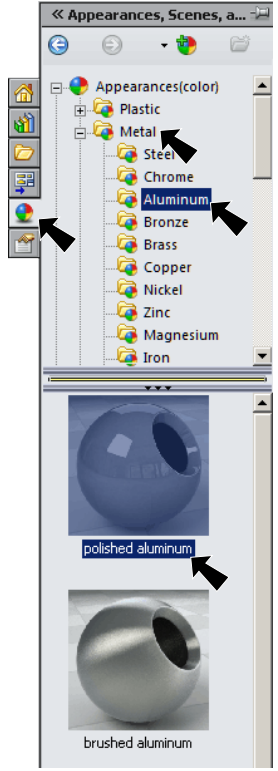 « Appearances, Scenes, a...
Appearances(color)
Plastic
Metal
Steel
Chrome
Aluminum
Bronze
Brass
Copper
Nickel
Zinc
Magnesium
Iron
polished aluminum
brushed aluminum